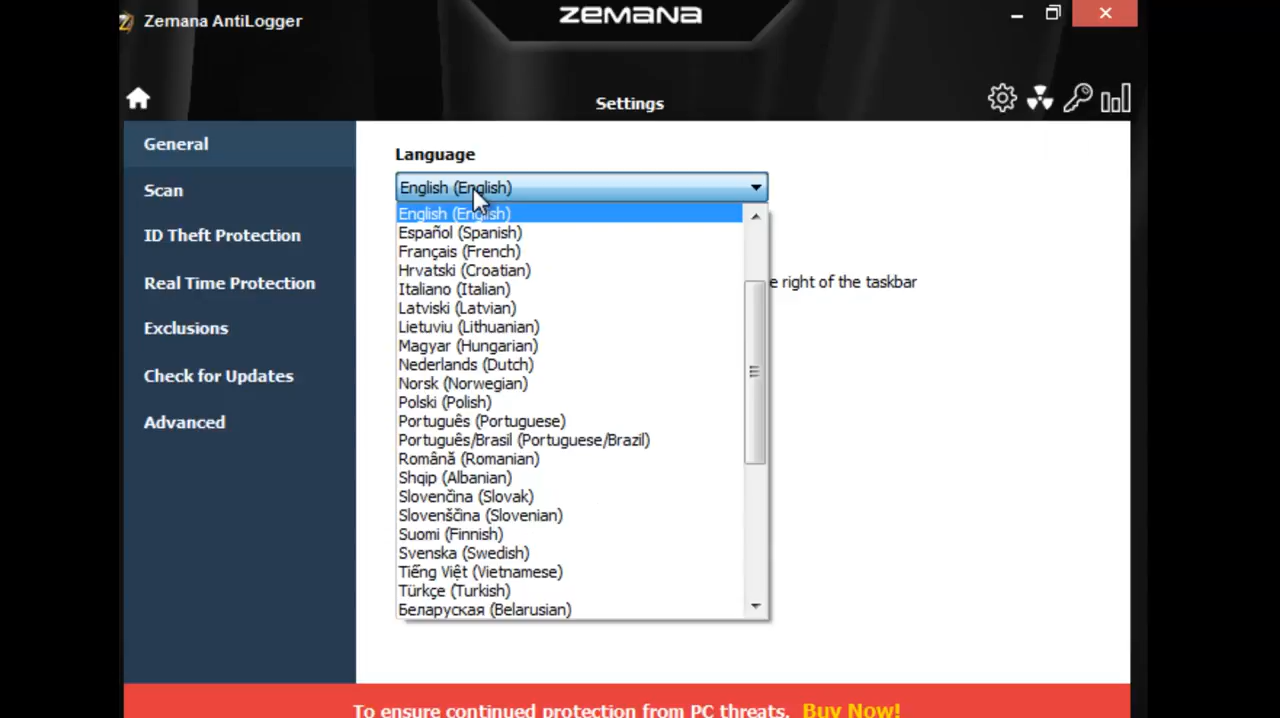 Zemana AntiLogger
ZEMANA
Settings
General
Scan
ID Theft Protection
Real Time Protection
Exclusions
Check for Updates
Advanced
Language
English (English)
English (English)
Español (Spanish)
Français (French)
Hrvatski (Croatian)
Italiano (Italian)
Latviski (Latvian)
Lietuviu (Lithuanian)
Magyar (Hungarian)
Nederlands (Dutch)
Norsk (Norwegian)
Polski (Polish)
Português (Portuguese)
Português/Brasil (Portuguese/Brazil)
Română (Romanian)
Shqip (Albanian)
Slovenčina (Slovak)
Slovenščina (Slovenian)
Suomi (Finnish)
Svenska (Swedish)
Tiếng Việt (Vietnamese)
Türkçe (Turkish)
Беларуская (Belarusian)
e right of the taskbar
To ensure continued protection from PC threats, Buy Now!